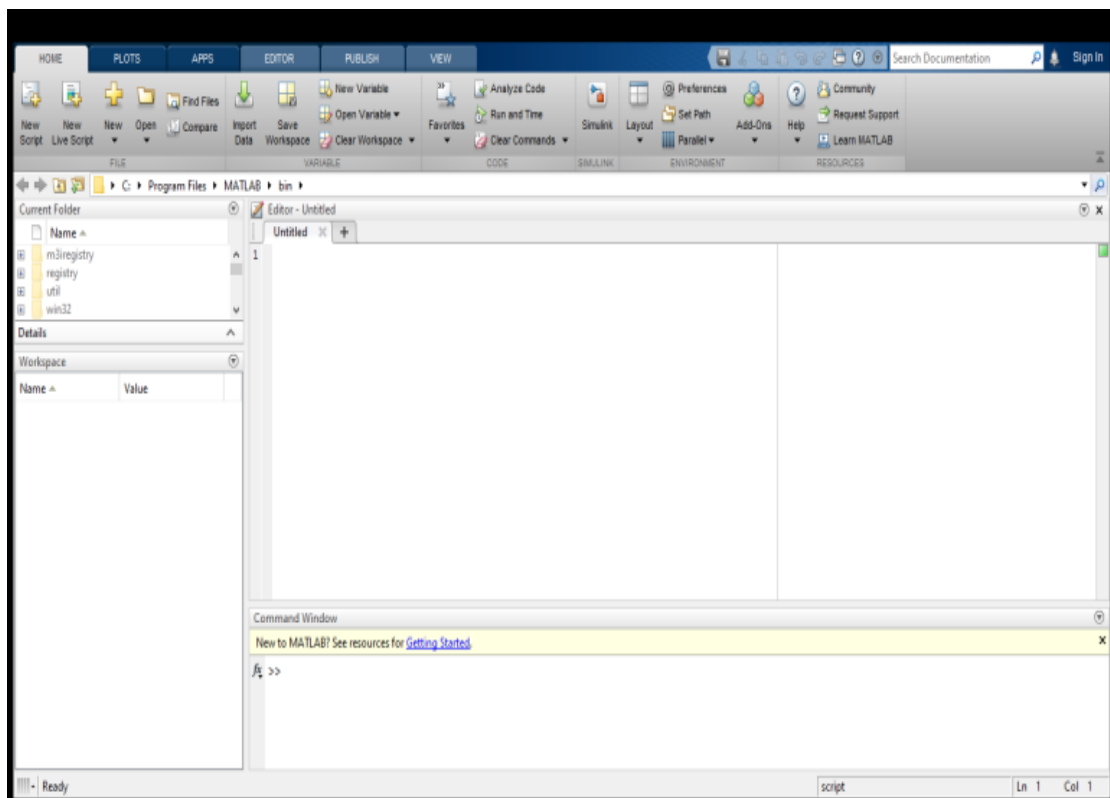 HOME PLOTS APPS EDITOR PUBLISH VIEW Search Documentation Sign In
New Script
New Live Script
New
Open
Find Files
Compare
FILE
Import Data
Save Workspace
New Variable
Open Variable
Clear Workspace
VARIABLE
Favorites
Analyze Code
Run and Time
Clear Commands
CODE
Simulink
SIMULINK
Layout
Preferences
Set Path
Parallel
Add-Ons
ENVIRONMENT
Help
Community
Request Support
Learn MATLAB
RESOURCES
C: Program Files MATLAB bin
Current Folder
Name
m3iregistry
registry
util
win32
Details
Workspace
Name Value
Editor - Untitled
Untitled
1
Command Window
New to MATLAB? See resources for Getting Started.
fx >>
Ready script Ln 1 Col 1